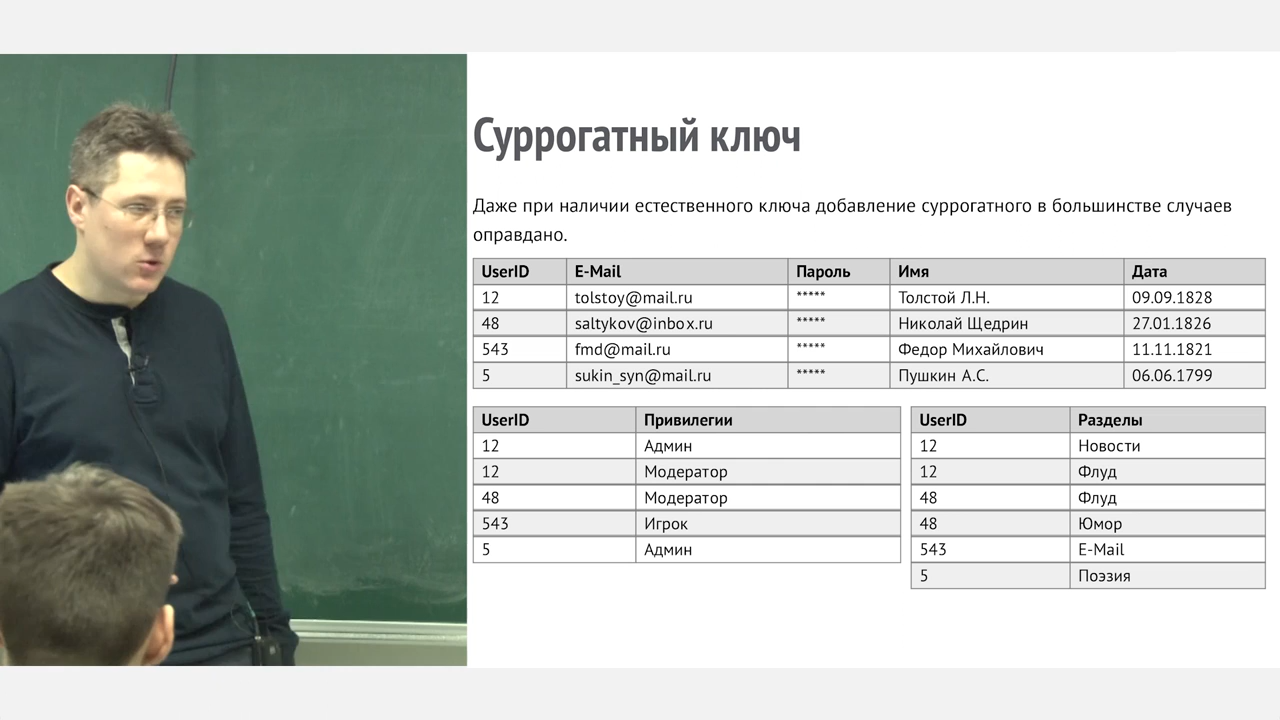 Суррогатный ключ
Даже при наличии естественного ключа добавление суррогатного в большинстве случаев
оправдано.
UserID E-Mail Пароль Имя Дата
12 tolstoy@mail.ru ***** Толстой Л.Н. 09.09.1828
48 saltykov@inbox.ru ***** Николай Щедрин 27.01.1826
543 fmd@mail.ru ***** Федор Михайлович 11.11.1821
5 sukin_syn@mail.ru ***** Пушкин А.С. 06.06.1799
UserID Привилегии
12 Админ
12 Модератор
48 Модератор
543 Игрок
5 Админ
UserID Разделы
12 Новости
12 Флуд
48 Флуд
48 Юмор
543 E-Mail
5 Поэзия